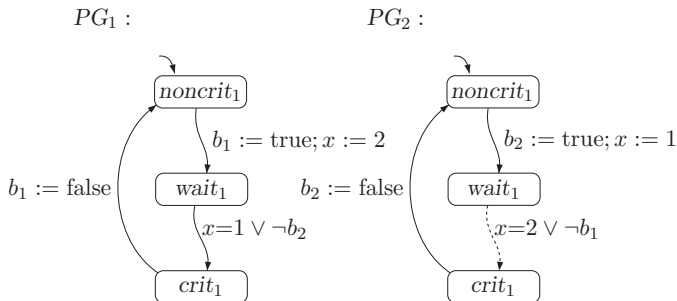 PG₁ : PG₂ :
noncrit₁ noncrit₁
b₁ := true; x := 2 b₂ := true; x := 1
b₁ := false wait₁ b₂ := false wait₁
x=1 ∨ ¬b₂ x=2 ∨ ¬b₁
crit₁ crit₁